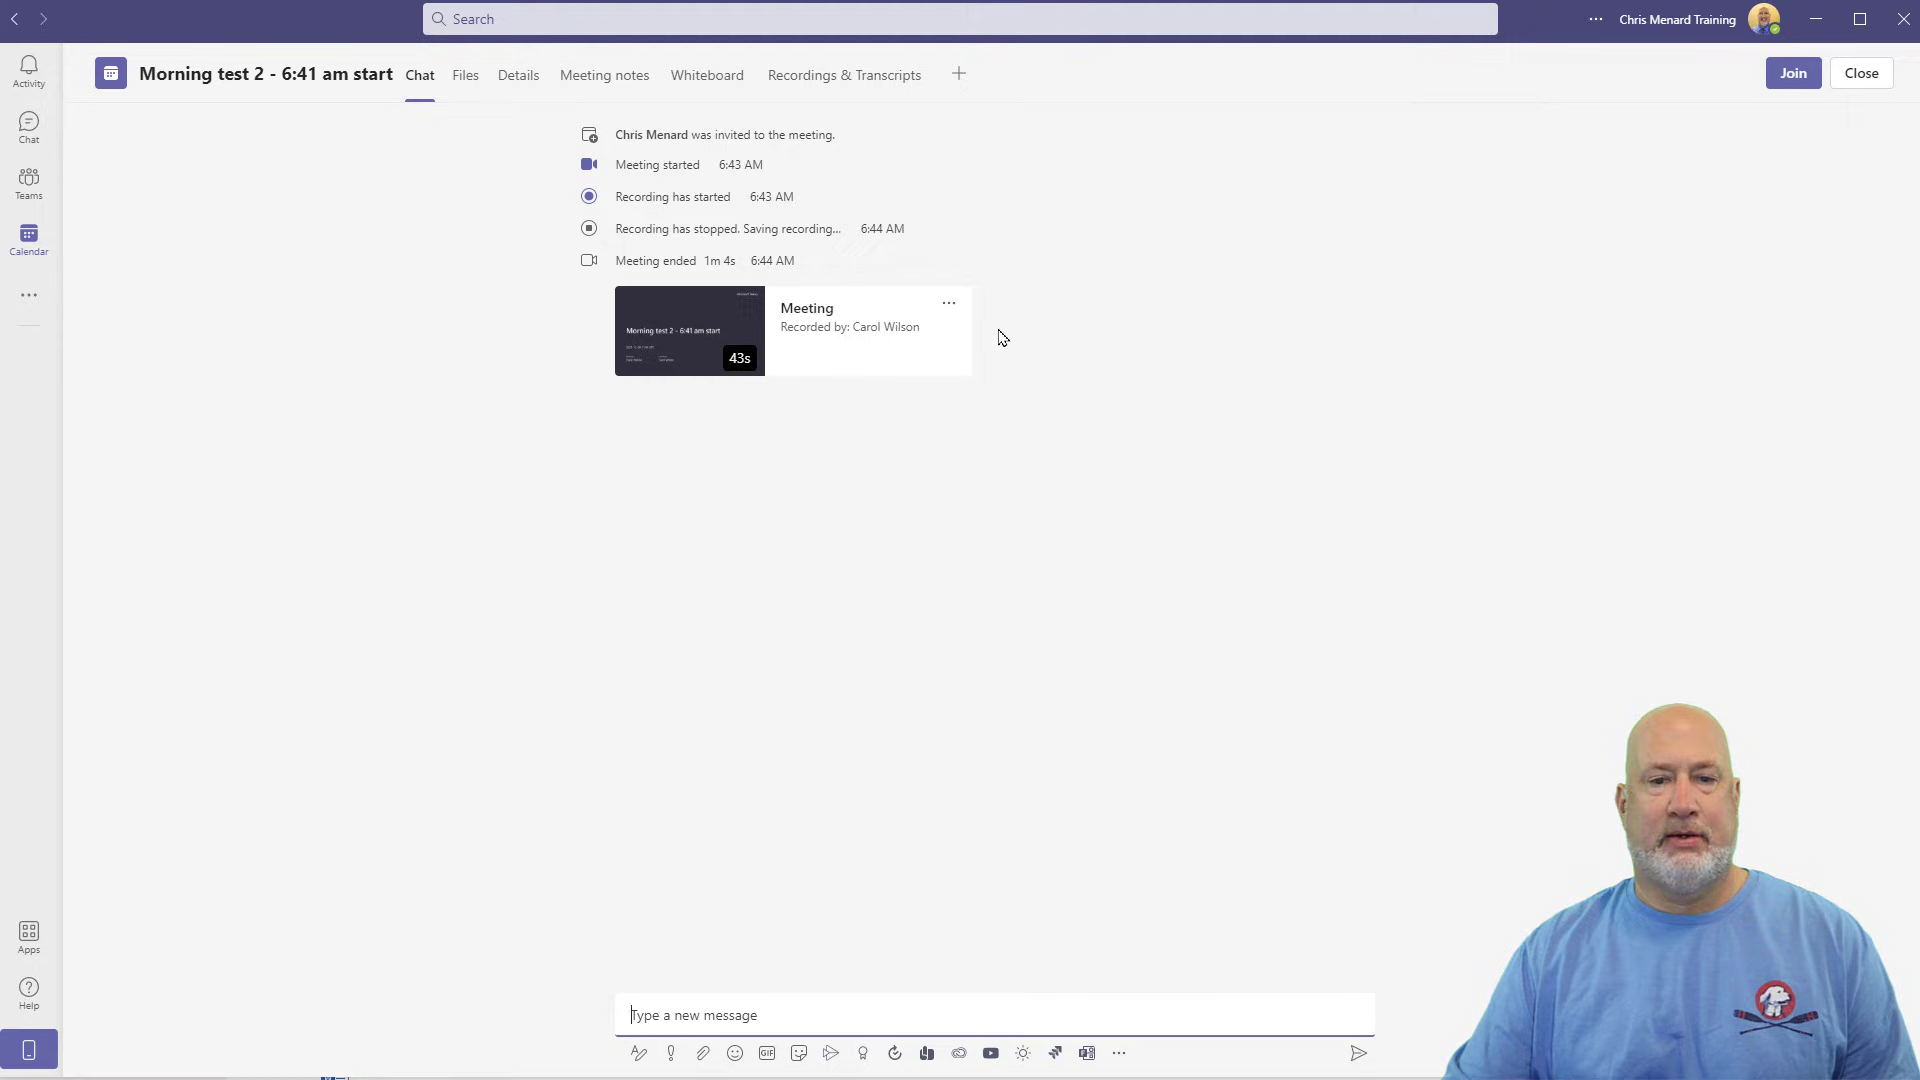 Search
Chris Menard Training
Activity
Chat
Teams
Calendar
Apps
Help
Morning test 2 - 6:41 am start
Chat
Files
Details
Meeting notes
Whiteboard
Recordings & Transcripts
Join
Close
Chris Menard was invited to the meeting.
Meeting started 6:43 AM
Recording has started 6:43 AM
Recording has stopped. Saving recording... 6:44 AM
Meeting ended 1m 4s 6:44 AM
Morning test 2 - 6:41 am start
43s
Meeting
Recorded by: Carol Wilson
Type a new message
GIF